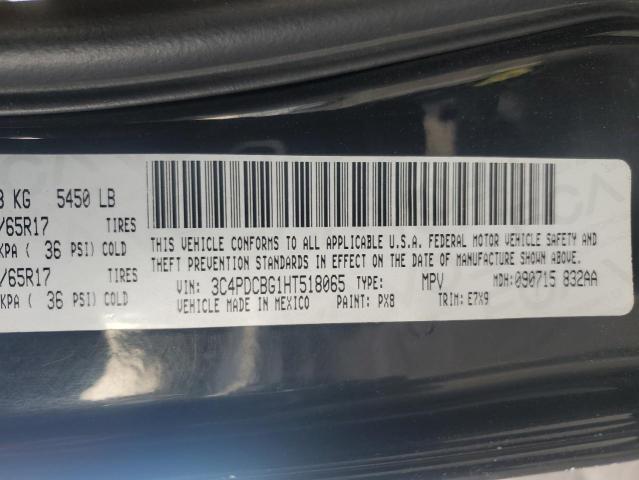 KG 5450 LB
/65R17 TIRES
KPA ( 36 PSI) COLD
/65R17 TIRES
KPA ( 36 PSI) COLD
THIS VEHICLE CONFORMS TO ALL APPLICABLE U.S.A. FEDERAL MOTOR VEHICLE SAFETY AND
THEFT PREVENTION STANDARDS IN EFFECT ON THE DATE OF MANUFACTURE SHOWN ABOVE.
VIN: 3C4PDCBG1HT518065 TYPE: MPV MDH: 090715 832AA
VEHICLE MADE IN MEXICO PAINT: PX8 TRIM: E7X9